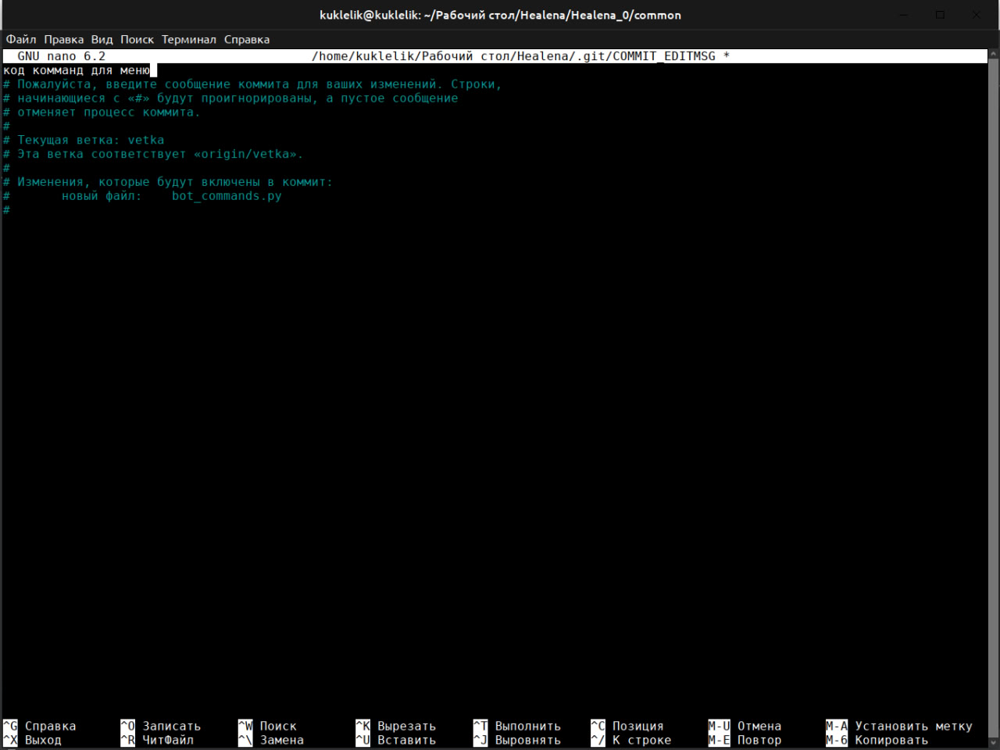 kuklelik@kuklelik: ~/Рабочий стол/Healena/Healena_0/common
Файл Правка Вид Поиск Терминал Справка
GNU nano 6.2 /home/kuklelik/Рабочий стол/Healena/.git/COMMIT_EDITMSG *
код комманд для меню
# Пожалуйста, введите сообщение коммита для ваших изменений. Строки,
# начинающиеся с «#» будут проигнорированы, а пустое сообщение
# отменяет процесс коммита.
#
# Текущая ветка: vetka
# Эта ветка соответствует «origin/vetka».
#
# Изменения, которые будут включены в коммит:
# новый файл: bot_commands.py
#
^G Справка ^O Записать ^W Поиск ^K Вырезать ^T Выполнить ^C Позиция M-U Отмена M-A Установить метку
^X Выход ^R ЧитФайл ^\ Замена ^U Вставить ^J Выровнять ^/ К строке M-E Повтор M-6 Копировать